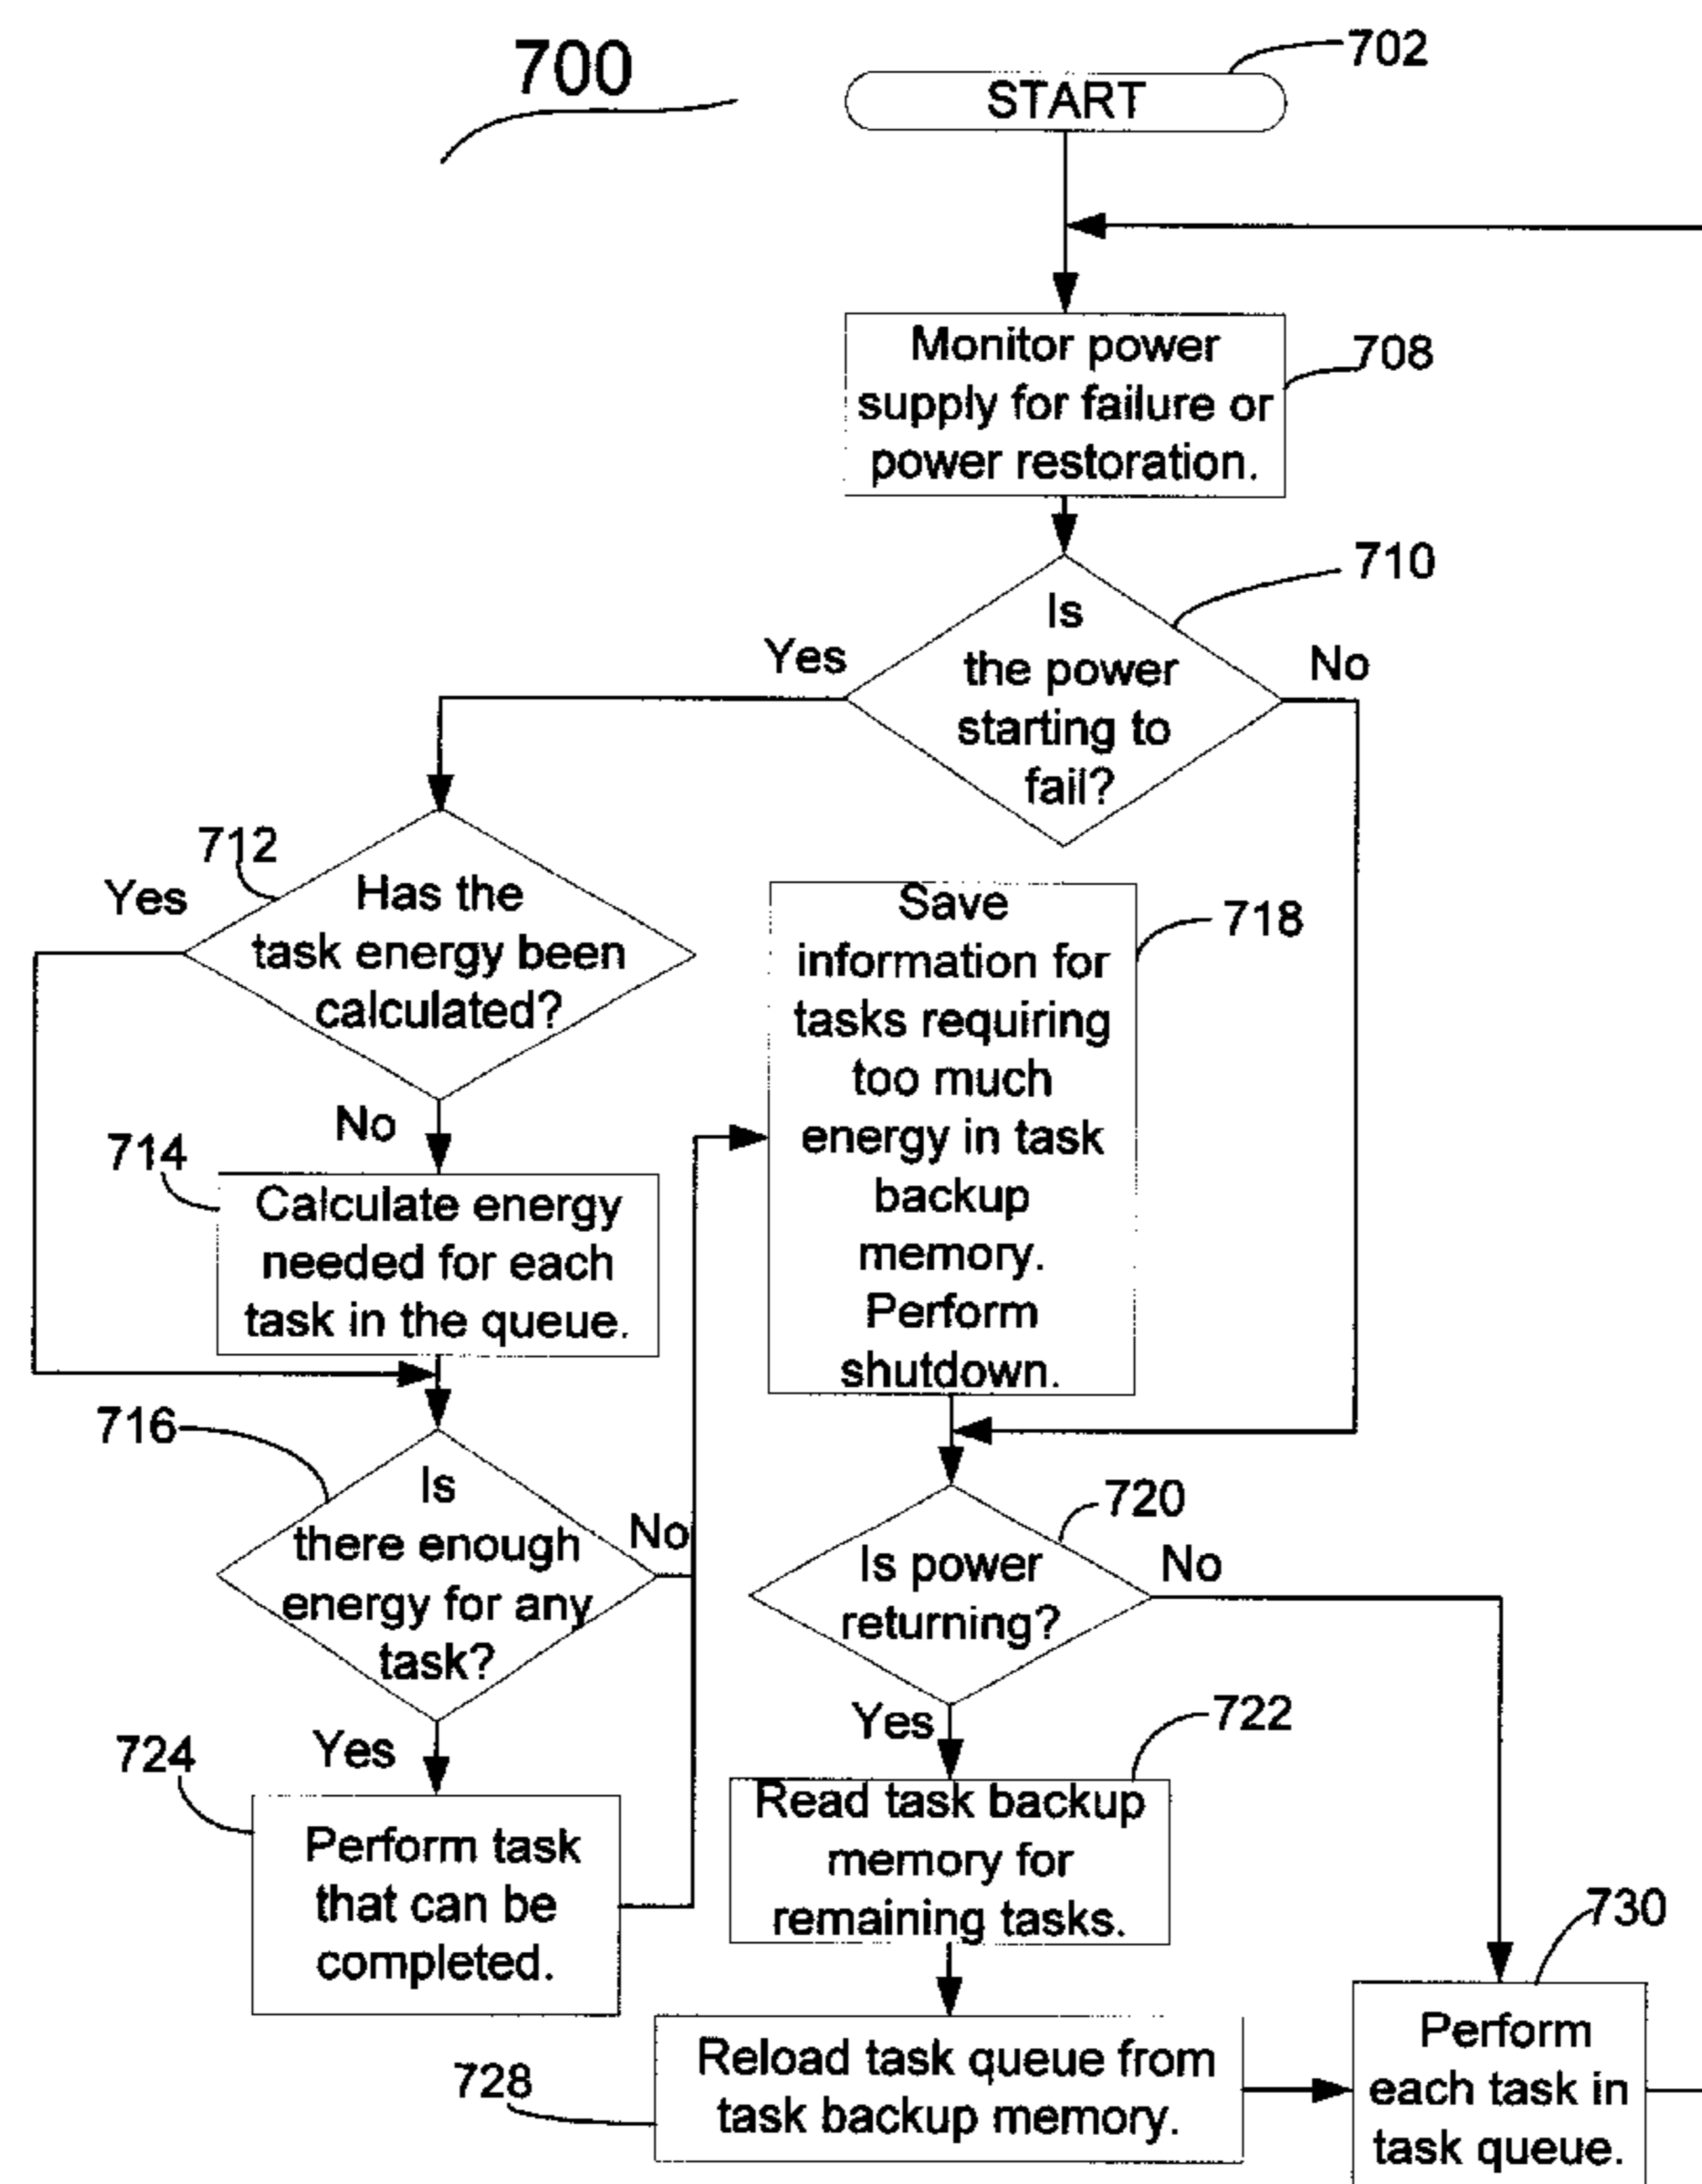 700
702
START
Monitor power
supply for failure or
power restoration.
708
710
Is
the power
starting to
fail?
Yes
No
712
Yes
Has the
task energy been
calculated?
No
714
Calculate energy
needed for each
task in the queue.
718
Save
information for
tasks requiring
too much
energy in task
backup
memory.
Perform
shutdown.
716
Is
there enough
energy for any
task?
No
Yes
720
Is power
returning?
No
Yes
722
Read task backup
memory for
remaining tasks.
724
Perform task
that can be
completed.
728
Reload task queue from
task backup memory.
730
Perform
each task in
task queue.